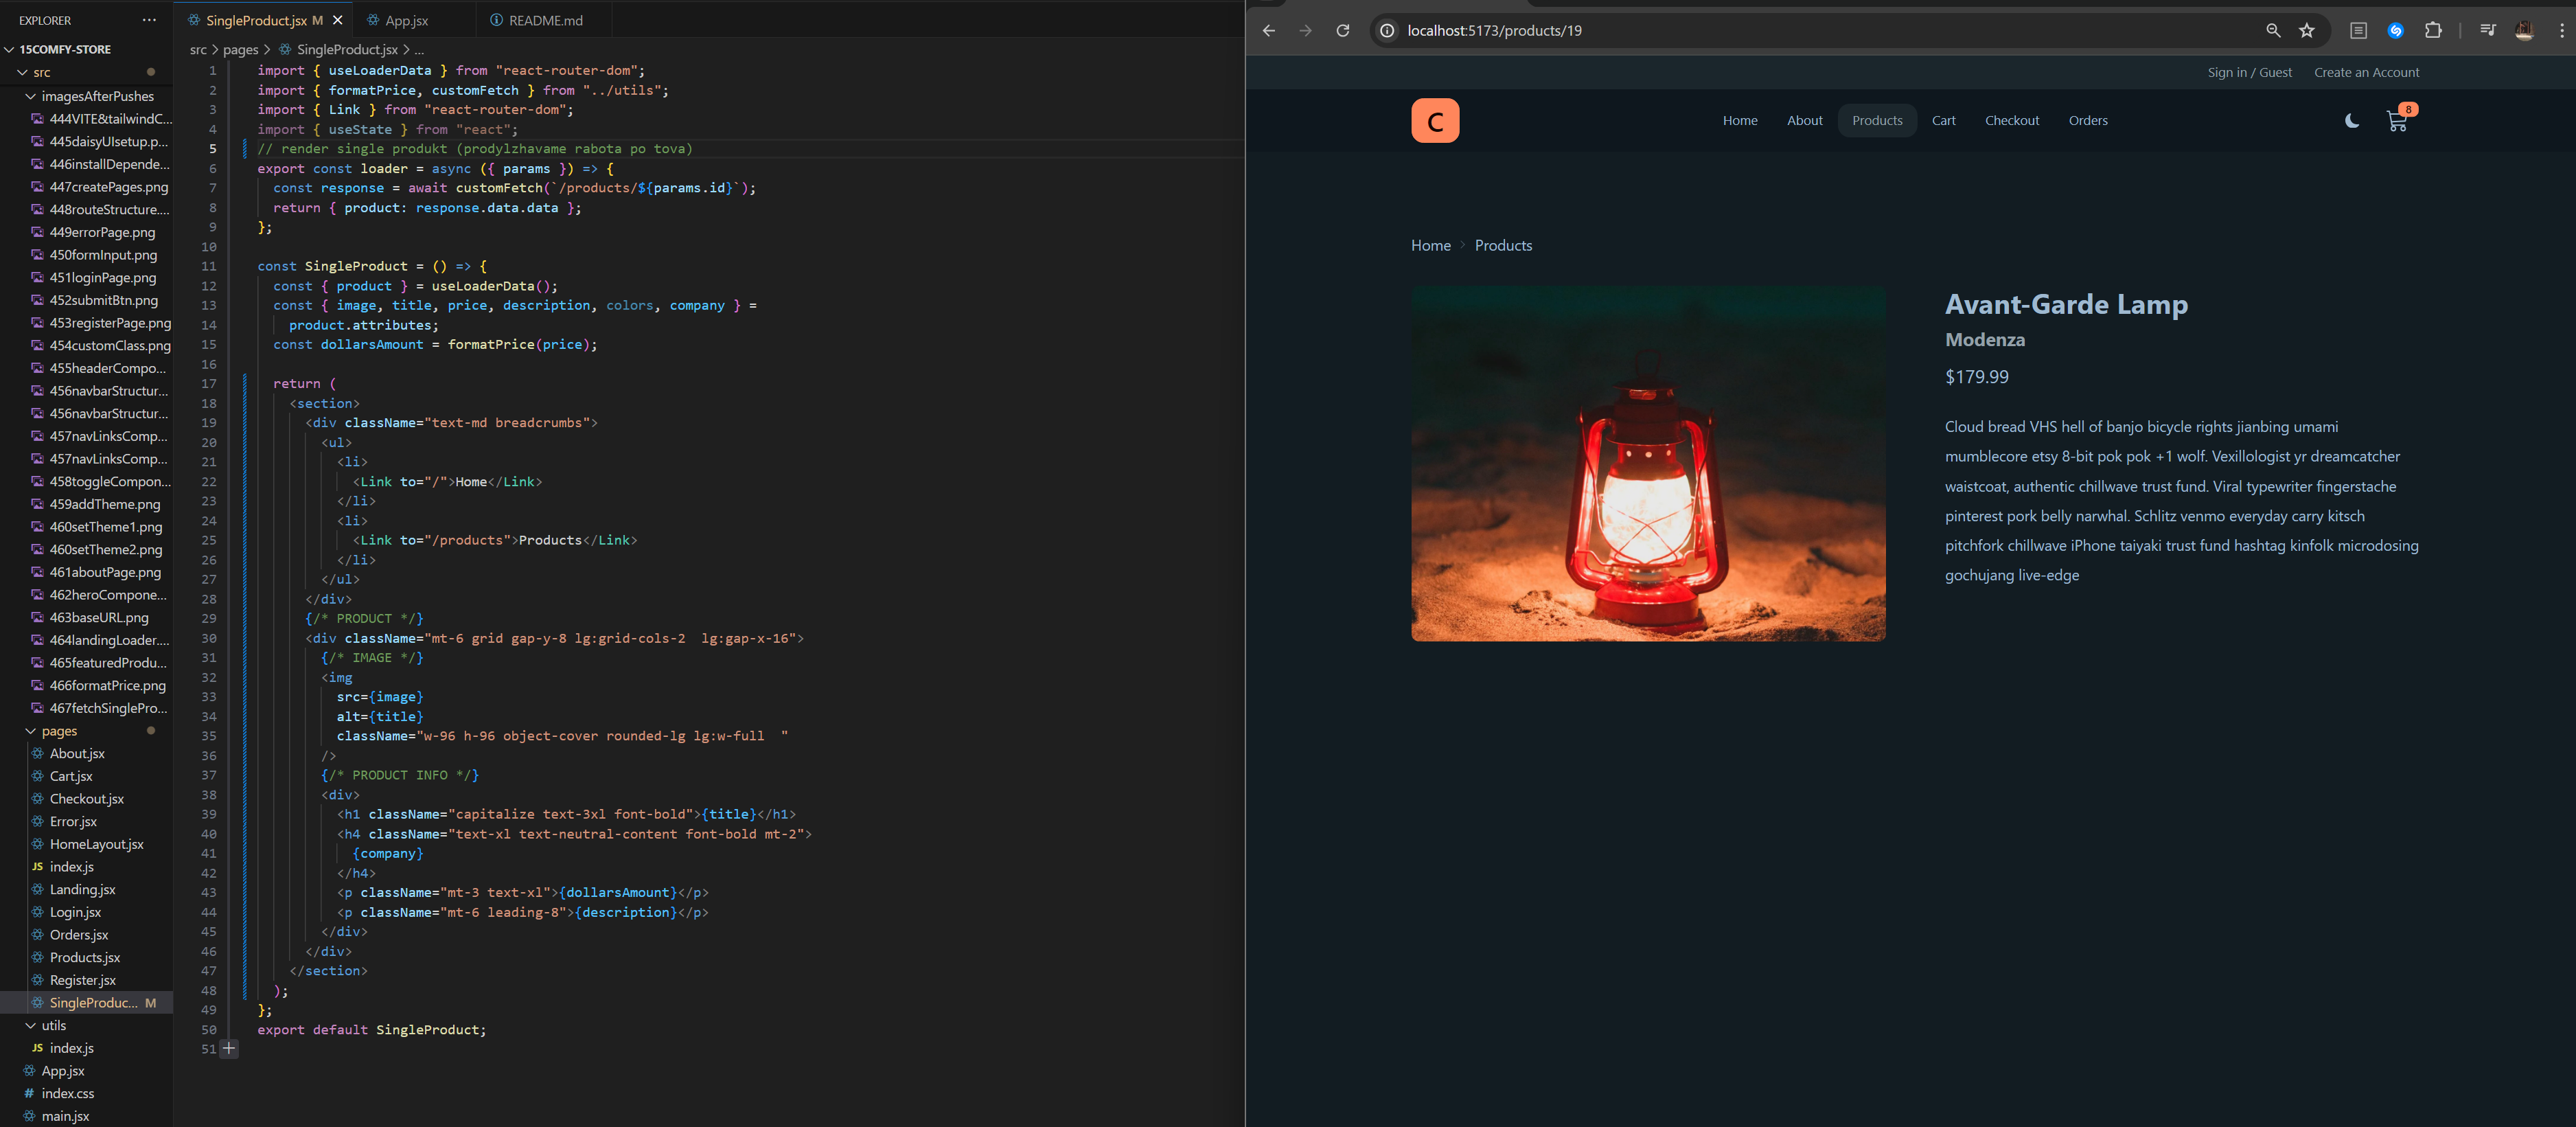 EXPLORER
15COMFY-STORE
src
imagesAfterPushes
444VITE&tailwindC...
445daisyUIsetup.p...
446installDepende...
447createPages.png
448routeStructure....
449errorPage.png
450formInput.png
451loginPage.png
452submitBtn.png
453registerPage.png
454customClass.png
455headerCompo...
456navbarStructur...
456navbarStructur...
457navLinksComp...
457navLinksComp...
458toggleCompon...
459addTheme.png
460setTheme1.png
460setTheme2.png
461aboutPage.png
462heroCompone...
463baseURL.png
464landingLoader....
465featuredProdu...
466formatPrice.png
467fetchSinglePro...
pages
About.jsx
Cart.jsx
Checkout.jsx
Error.jsx
HomeLayout.jsx
JS index.js
Landing.jsx
Login.jsx
Orders.jsx
Products.jsx
Register.jsx
SingleProduc... M
utils
JS index.js
App.jsx
# index.css
main.jsx
SingleProduct.jsx M App.jsx README.md
src > pages > SingleProduct.jsx > ...
1 import { useLoaderData } from "react-router-dom";
2 import { formatPrice, customFetch } from "../utils";
3 import { Link } from "react-router-dom";
4 import { useState } from "react";
5 // render single produkt (prodylzhavame rabota po tova)
6 export const loader = async ({ params }) => {
7 const response = await customFetch(`/products/${params.id}`);
8 return { product: response.data.data };
9 };
10
11 const SingleProduct = () => {
12 const { product } = useLoaderData();
13 const { image, title, price, description, colors, company } =
14 product.attributes;
15 const dollarsAmount = formatPrice(price);
16
17 return (
18 <section>
19 <div className="text-md breadcrumbs">
20 <ul>
21 <li>
22 <Link to="/">Home</Link>
23 </li>
24 <li>
25 <Link to="/products">Products</Link>
26 </li>
27 </ul>
28 </div>
29 {/* PRODUCT */}
30 <div className="mt-6 grid gap-y-8 lg:grid-cols-2  lg:gap-x-16">
31 {/* IMAGE */}
32 <img
33 src={image}
34 alt={title}
35 className="w-96 h-96 object-cover rounded-lg lg:w-full  "
36 />
37 {/* PRODUCT INFO */}
38 <div>
39 <h1 className="capitalize text-3xl font-bold">{title}</h1>
40 <h4 className="text-xl text-neutral-content font-bold mt-2">
41 {company}
42 </h4>
43 <p className="mt-3 text-xl">{dollarsAmount}</p>
44 <p className="mt-6 leading-8">{description}</p>
45 </div>
46 </div>
47 </section>
48 );
49 };
50 export default SingleProduct;
51
localhost:5173/products/19
Sign in / Guest Create an Account
C Home About Products Cart Checkout Orders 8
Home > Products
Avant-Garde Lamp
Modenza
$179.99
Cloud bread VHS hell of banjo bicycle rights jianbing umami
mumblecore etsy 8-bit pok pok +1 wolf. Vexillologist yr dreamcatcher
waistcoat, authentic chillwave trust fund. Viral typewriter fingerstache
pinterest pork belly narwhal. Schlitz venmo everyday carry kitsch
pitchfork chillwave iPhone taiyaki trust fund hashtag kinfolk microdosing
gochujang live-edge